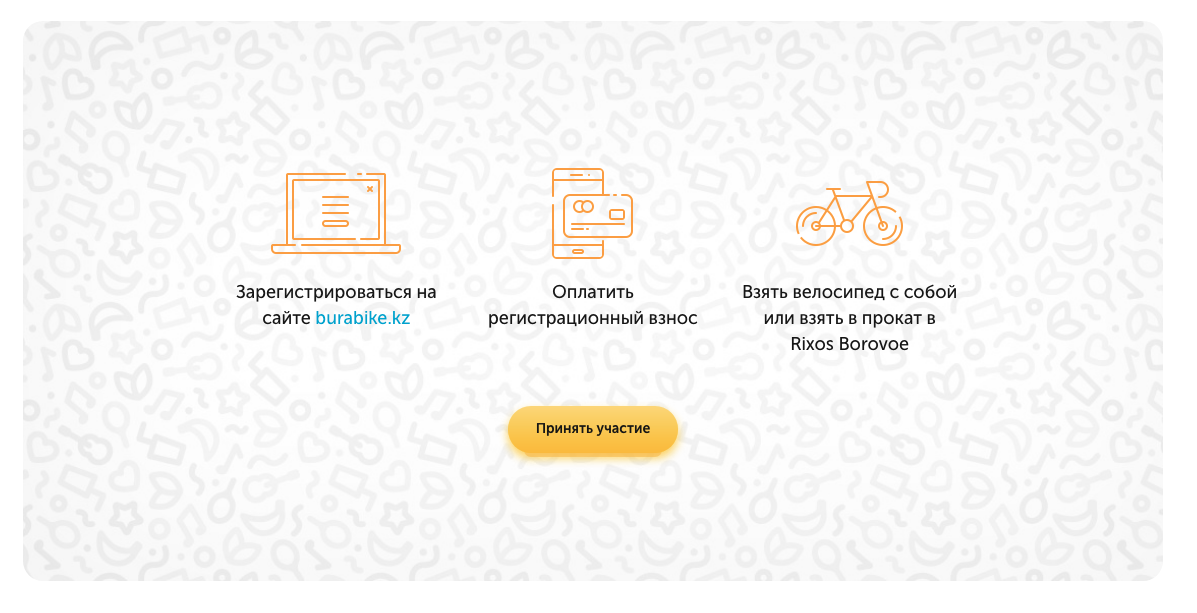 Зарегистрироваться на
сайте burabike.kz
Оплатить
регистрационный взнос
Взять велосипед с собой
или взять в прокат в
Rixos Borovoe
Принять участие